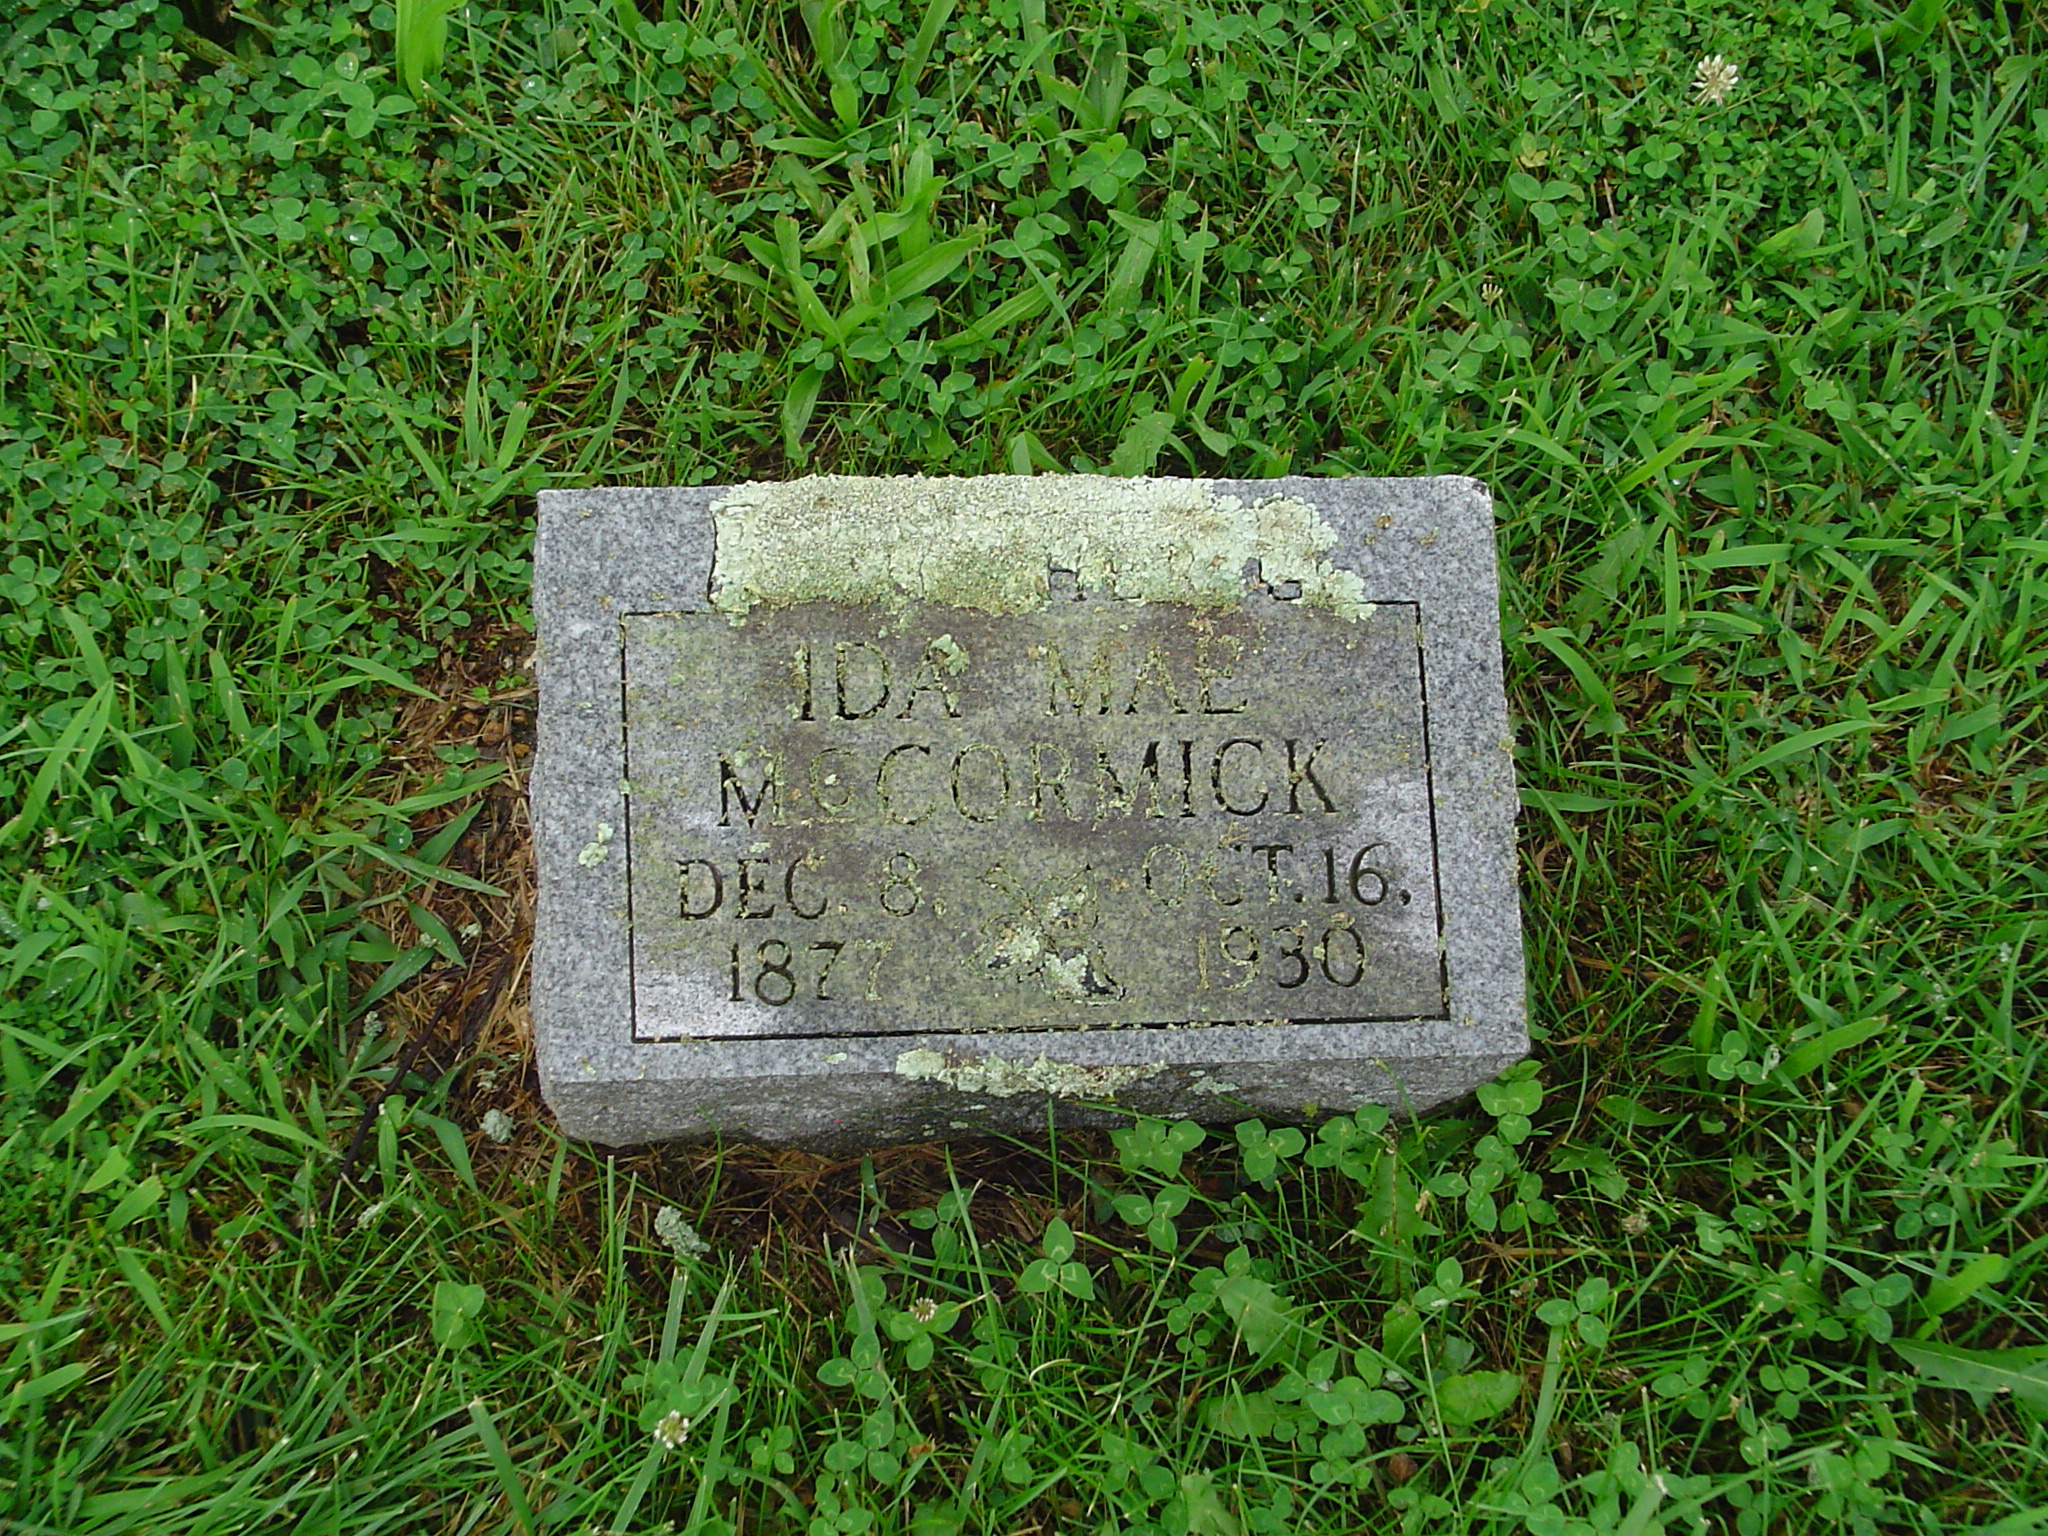 IDA MAE
McCORMICK
DEC. 8, OCT. 16,
1877 1930